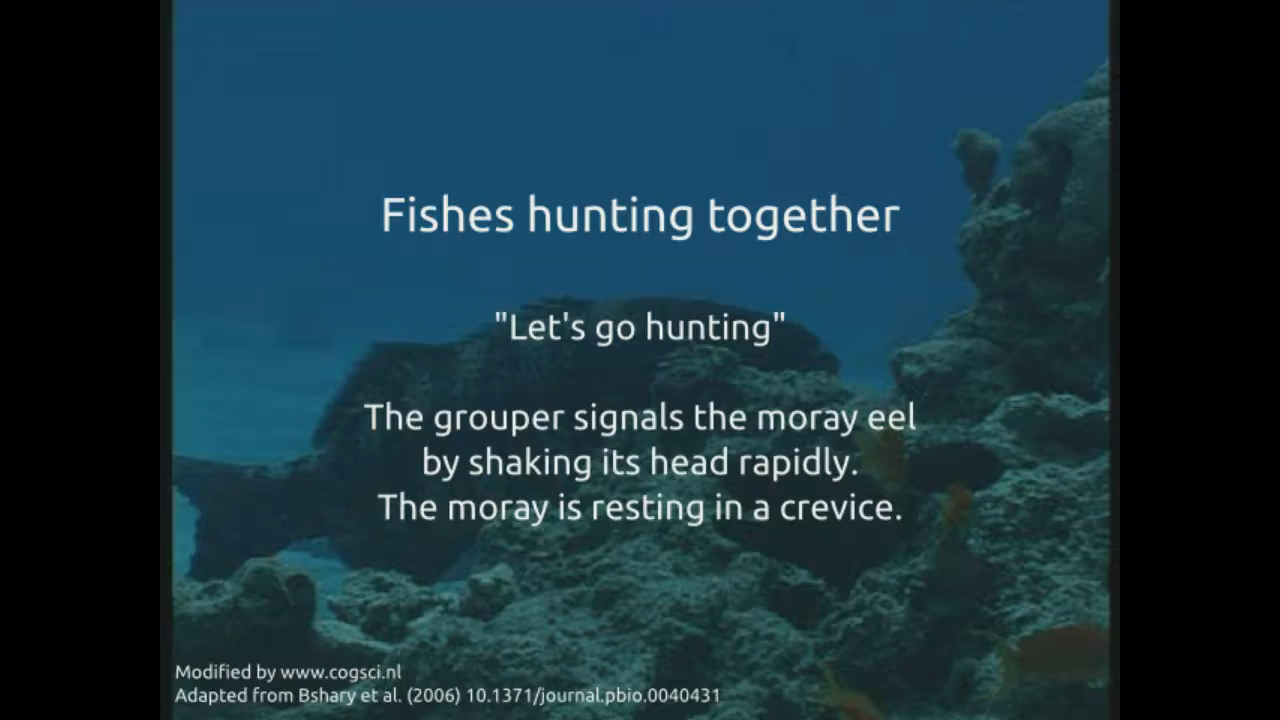 Fishes hunting together
"Let's go hunting"
The grouper signals the moray eel
by shaking its head rapidly.
The moray is resting in a crevice.
Modified by www.cogsci.nl
Adapted from Bshary et al. (2006) 10.1371/journal.pbio.0040431